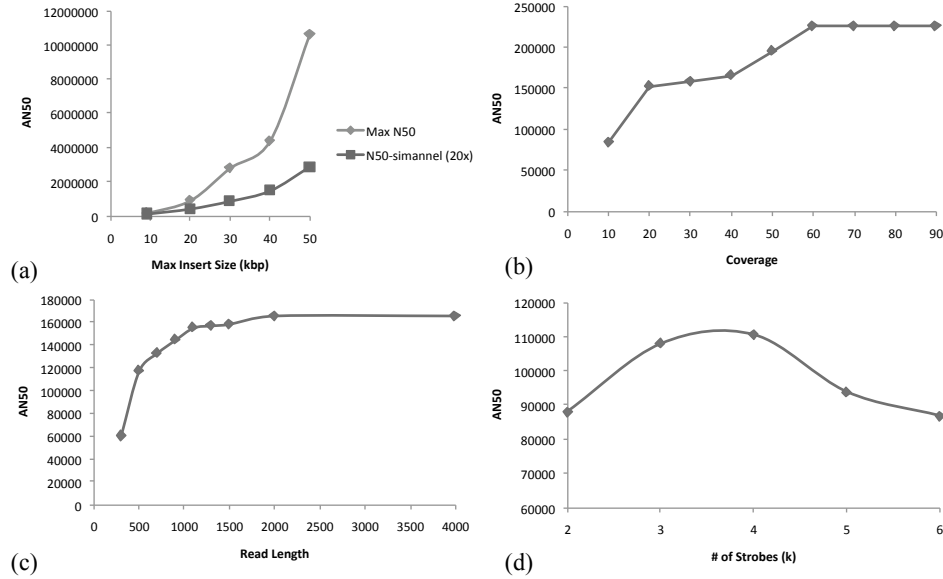 12000000
10000000
8000000
6000000
4000000
2000000
0
AN50
0 10 20 30 40 50
Max Insert Size (kbp)
Max N50
N50-simannel (20x)
(a)
250000
200000
150000
100000
50000
0
AN50
0 10 20 30 40 50 60 70 80 90
Coverage
(b)
180000
160000
140000
120000
100000
80000
60000
40000
20000
0
AN50
0 500 1000 1500 2000 2500 3000 3500 4000
Read Length
(c)
120000
110000
100000
90000
80000
70000
60000
AN50
2 3 4 5 6
# of Strobes (k)
(d)